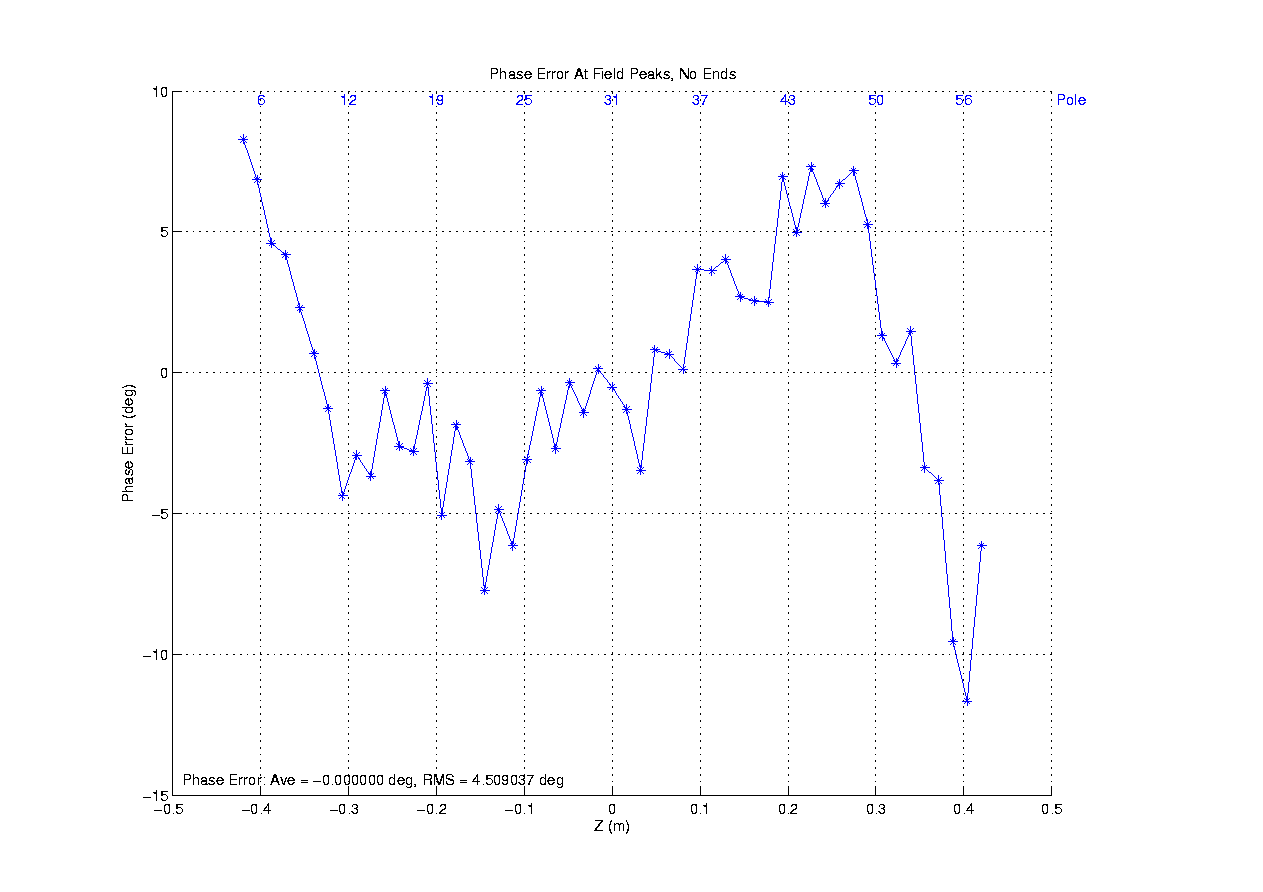 Phase Error At Field Peaks, No Ends
6 12 19 25 31 37 43 50 56 Pole
10
5
0
−5
−10
−15
Phase Error (deg)
Phase Error: Ave = −0.000000 deg, RMS = 4.509037 deg
−0.5 −0.4 −0.3 −0.2 −0.1 0 0.1 0.2 0.3 0.4 0.5
Z (m)